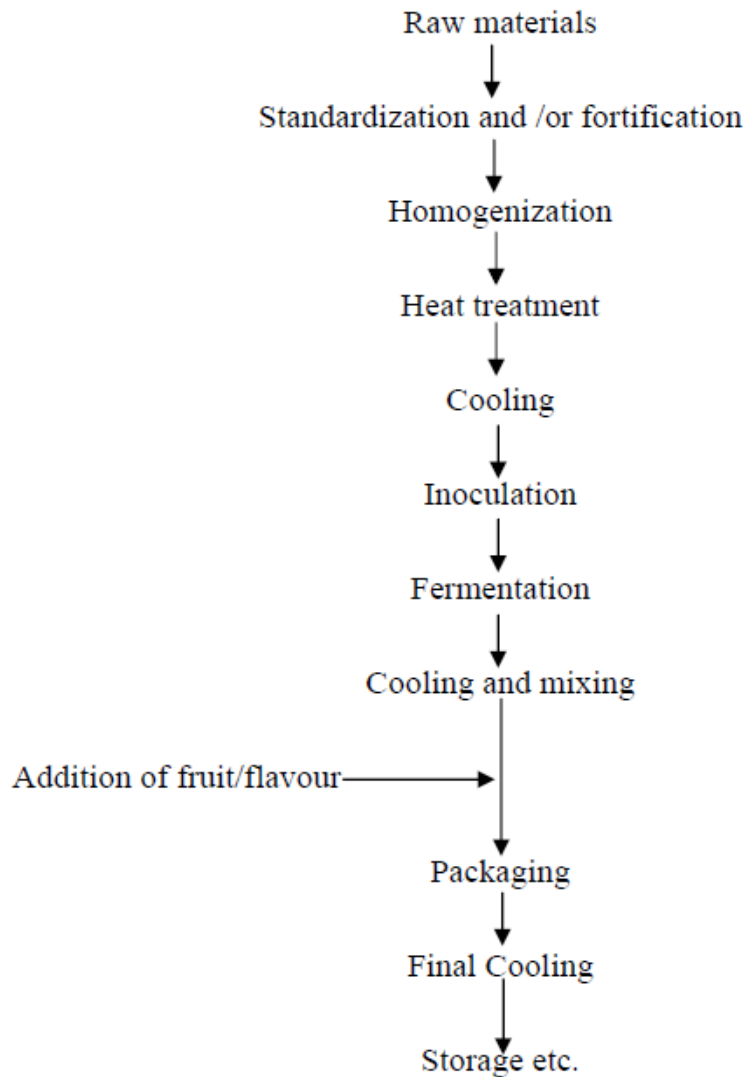 Raw materials
Standardization and /or fortification
Homogenization
Heat treatment
Cooling
Inoculation
Fermentation
Cooling and mixing
Addition of fruit/flavour
Packaging
Final Cooling
Storage etc.